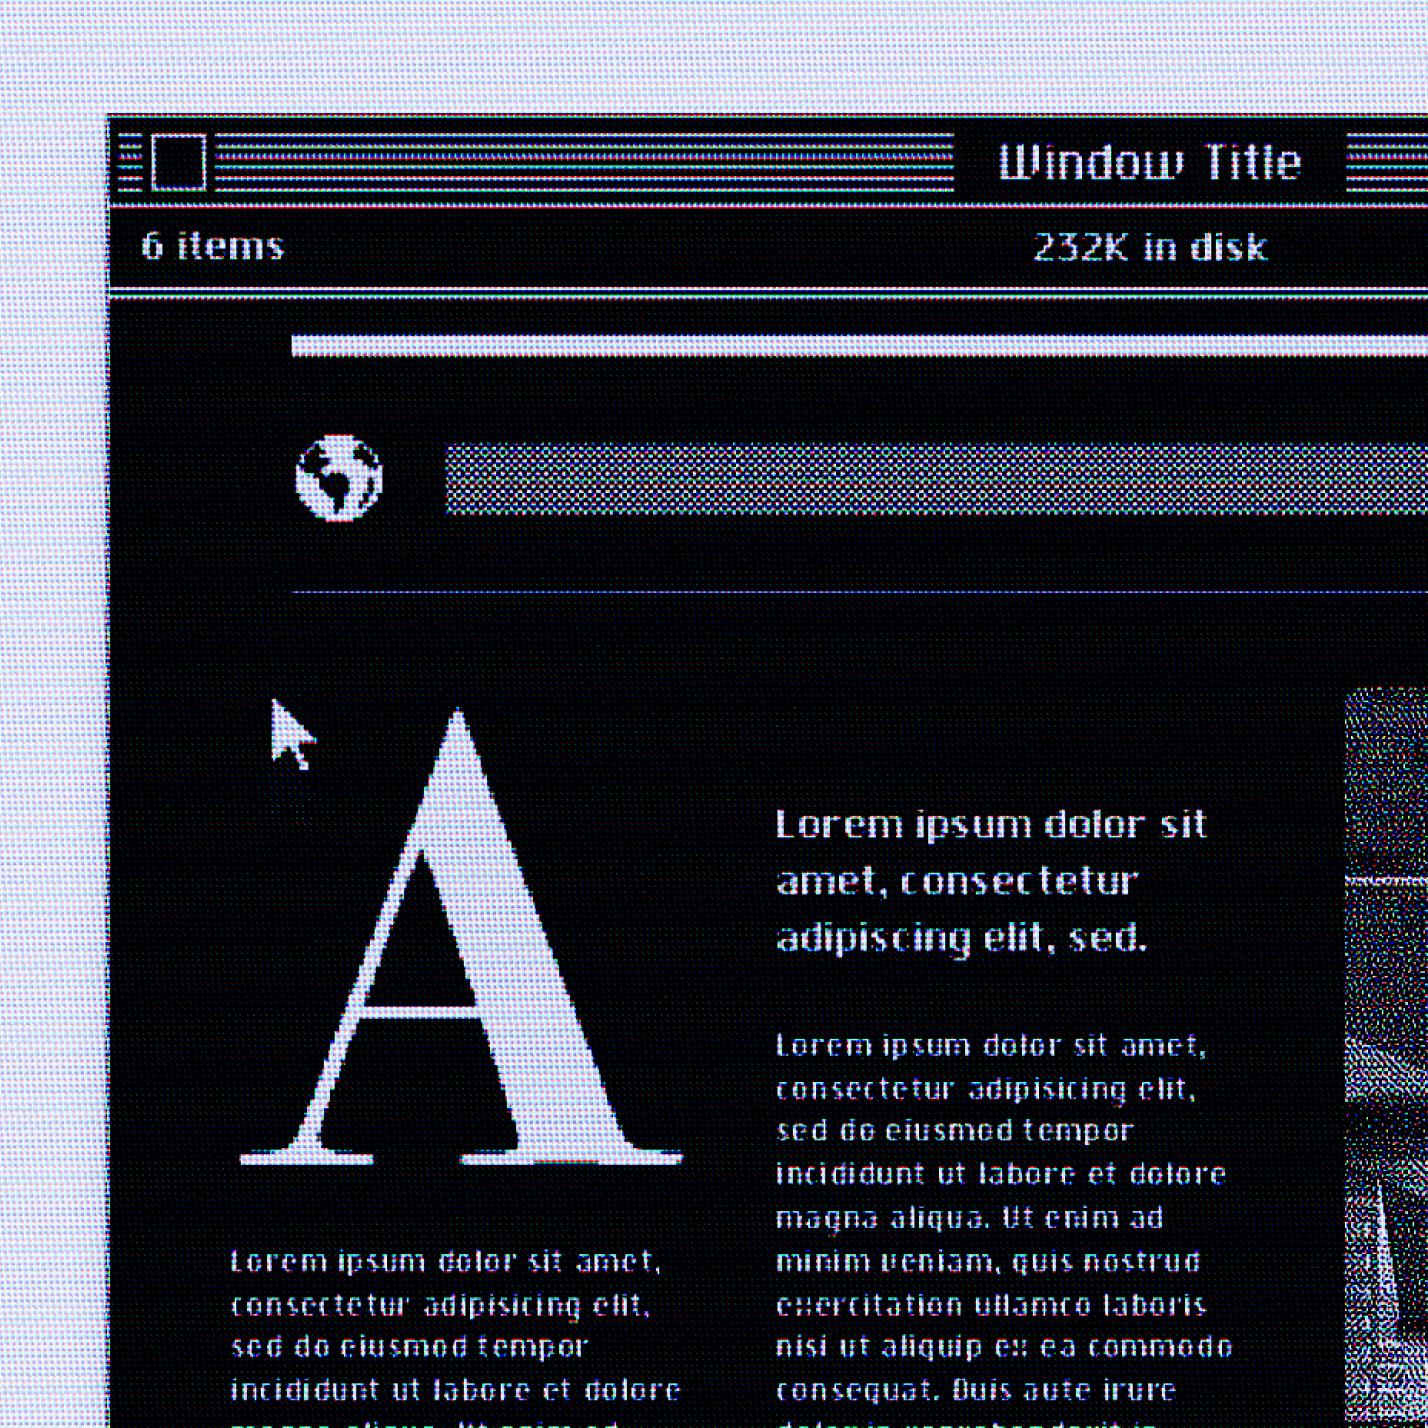 Window Title
6 items
232K in disk
A
Lorem ipsum dolor sit
amet, consectetur
adipiscing elit, sed.
Lorem ipsum dolor sit amet,
consectetur adipisicing elit,
sed do eiusmod tempor
incididunt ut labore et dolore
magna aliqua. Ut enim ad
minim veniam, quis nostrud
exercitation ullamco laboris
nisi ut aliquip ex ea commodo
consequat. Duis aute irure
Lorem ipsum dolor sit amet,
consectetur adipisicing elit,
sed do eiusmod tempor
incididunt ut labore et dolore